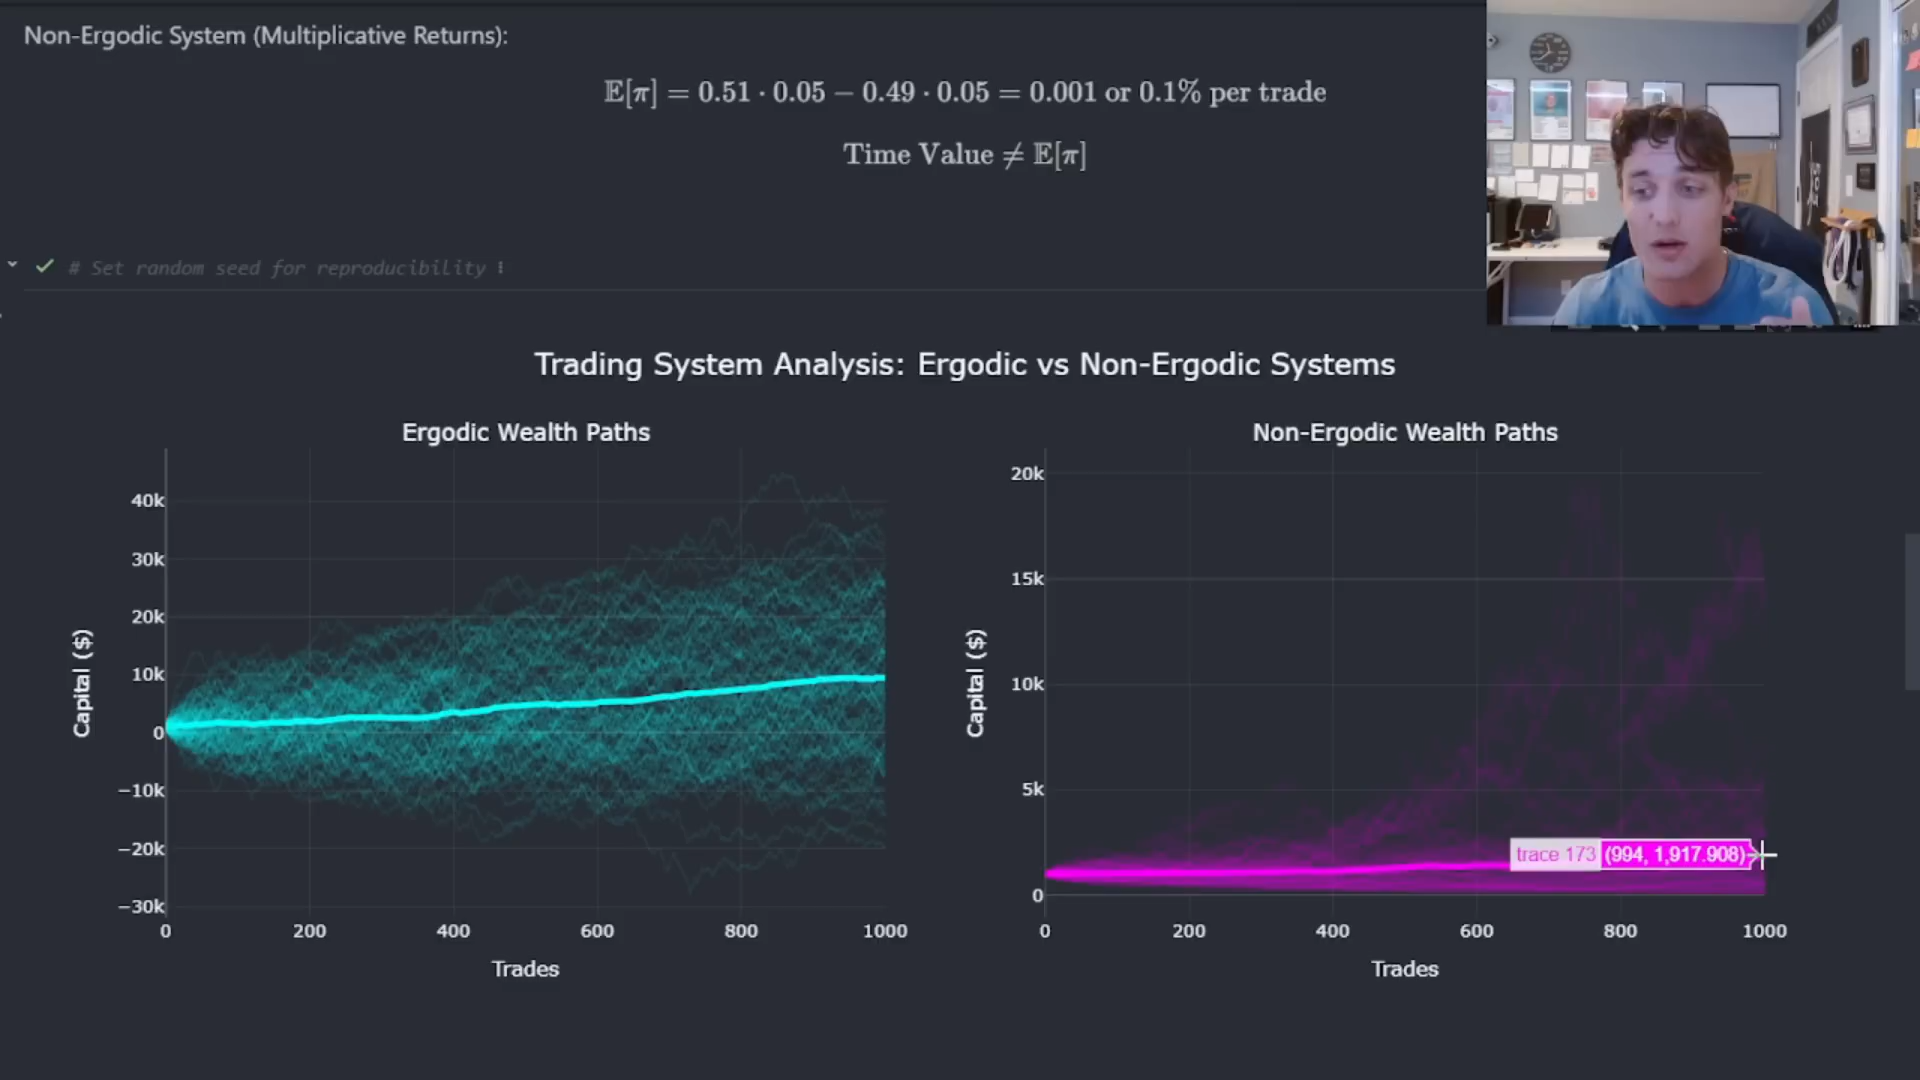 Non-Ergodic System (Multiplicative Returns):
𝔼[π] = 0.51 · 0.05 − 0.49 · 0.05 = 0.001 or 0.1% per trade
Time Value ≠ 𝔼[π]
# Set random seed for reproducibility
Trading System Analysis: Ergodic vs Non-Ergodic Systems
Ergodic Wealth Paths
Non-Ergodic Wealth Paths
Capital ($)
40k
30k
20k
10k
0
−10k
−20k
−30k
0 200 400 600 800 1000
Trades
Capital ($)
20k
15k
10k
5k
0
trace 173 (994, 1,917.908)
0 200 400 600 800 1000
Trades